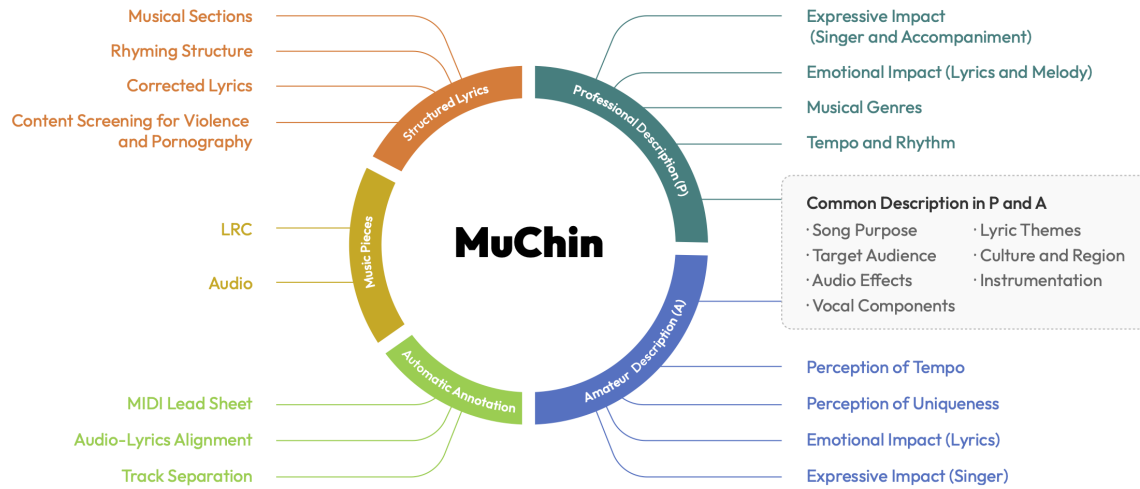 Musical Sections
Rhyming Structure
Corrected Lyrics
Content Screening for Violence
and Pornography
LRC
Audio
MIDI Lead Sheet
Audio-Lyrics Alignment
Track Separation
Structured Lyrics
Music Pieces
Automatic Annotation
MuChin
Professional Description (P)
Amateur Description (A)
Expressive Impact
(Singer and Accompaniment)
Emotional Impact (Lyrics and Melody)
Musical Genres
Tempo and Rhythm
Common Description in P and A
· Song Purpose
· Target Audience
· Audio Effects
· Vocal Components
· Lyric Themes
· Culture and Region
· Instrumentation
Perception of Tempo
Perception of Uniqueness
Emotional Impact (Lyrics)
Expressive Impact (Singer)